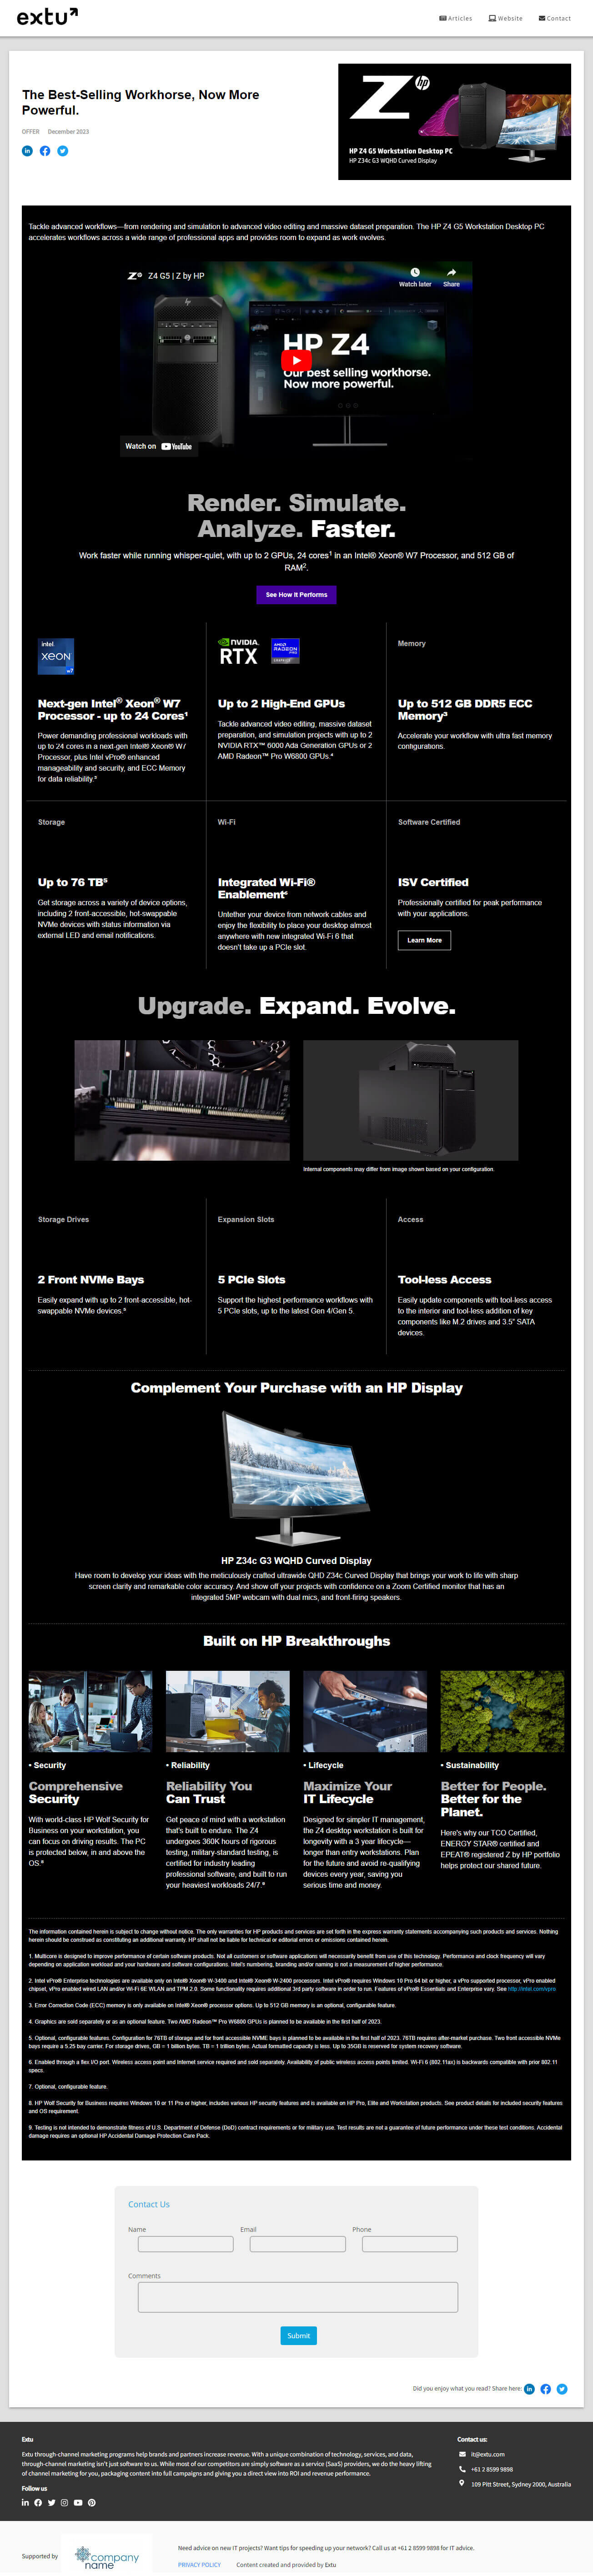 extu
Articles
Website
Contact
The Best-Selling Workhorse, Now More
Powerful.
OFFER December 2023
Z hp
HP Z4 G5 Workstation Desktop PC
HP Z34c G3 WQHD Curved Display
Tackle advanced workflows—from rendering and simulation to advanced video editing and massive dataset preparation. The HP Z4 G5 Workstation Desktop PC
accelerates workflows across a wide range of professional apps and provides room to expand as work evolves.
Z4 G5 | Z by HP
Watch later
Share
HP Z4
Our best selling workhorse.
Now more powerful.
Watch on YouTube
Render. Simulate.
Analyze. Faster.
Work faster while running whisper-quiet, with up to 2 GPUs, 24 cores¹ in an Intel® Xeon® W7 Processor, and 512 GB of
RAM².
See How It Performs
intel
XEON
w7
Next-gen Intel® Xeon® W7
Processor - up to 24 Cores¹
Power demanding professional workloads with
up to 24 cores in a next-gen Intel® Xeon® W7
Processor, plus Intel vPro® enhanced
manageability and security, and ECC Memory
for data reliability.³
NVIDIA.
RTX
AMD
RADEON
PRO
GRAPHICS
Up to 2 High-End GPUs
Tackle advanced video editing, massive dataset
preparation, and simulation projects with up to 2
NVIDIA RTX™ 6000 Ada Generation GPUs or 2
AMD Radeon™ Pro W6800 GPUs.⁴
Memory
Up to 512 GB DDR5 ECC
Memory³
Accelerate your workflow with ultra fast memory
configurations.
Storage
Up to 76 TB⁵
Get storage across a variety of device options,
including 2 front-accessible, hot-swappable
NVMe devices with status information via
external LED and email notifications.
Wi-Fi
Integrated Wi-Fi®
Enablement⁶
Untether your device from network cables and
enjoy the flexibility to place your desktop almost
anywhere with new integrated Wi-Fi 6 that
doesn't take up a PCIe slot.
Software Certified
ISV Certified
Professionally certified for peak performance
with your applications.
Learn More
Upgrade. Expand. Evolve.
Internal components may differ from image shown based on your configuration.
Storage Drives
2 Front NVMe Bays
Easily expand with up to 2 front-accessible, hot-
swappable NVMe devices.⁵
Expansion Slots
5 PCIe Slots
Support the highest performance workflows with
5 PCIe slots, up to the latest Gen 4/Gen 5.
Access
Tool-less Access
Easily update components with tool-less access
to the interior and tool-less addition of key
components like M.2 drives and 3.5" SATA
devices.
Complement Your Purchase with an HP Display
HP Z34c G3 WQHD Curved Display
Have room to develop your ideas with the meticulously crafted ultrawide QHD Z34c Curved Display that brings your work to life with sharp
screen clarity and remarkable color accuracy. And show off your projects with confidence on a Zoom Certified monitor that has an
integrated 5MP webcam with dual mics, and front-firing speakers.
Built on HP Breakthroughs
• Security
Comprehensive
Security
With world-class HP Wolf Security for
Business on your workstation, you
can focus on driving results. The PC
is protected below, in and above the
OS.⁸
• Reliability
Reliability You
Can Trust
Get peace of mind with a workstation
that's built to endure. The Z4
undergoes 360K hours of rigorous
testing, military-standard testing, is
certified for industry leading
professional software, and built to run
your heaviest workloads 24/7.⁹
• Lifecycle
Maximize Your
IT Lifecycle
Designed for simpler IT management,
the Z4 desktop workstation is built for
longevity with a 3 year lifecycle—
longer than entry workstations. Plan
for the future and avoid re-qualifying
devices every year, saving you
serious time and money.
• Sustainability
Better for People.
Better for the
Planet.
Here's why our TCO Certified,
ENERGY STAR® certified and
EPEAT® registered Z by HP portfolio
helps protect our shared future.
The information contained herein is subject to change without notice. The only warranties for HP products and services are set forth in the express warranty statements accompanying such products and services. Nothing
herein should be construed as constituting an additional warranty. HP shall not be liable for technical or editorial errors or omissions contained herein.
1. Multicore is designed to improve performance of certain software products. Not all customers or software applications will necessarily benefit from use of this technology. Performance and clock frequency will vary
depending on application workload and your hardware and software configurations. Intel's numbering, branding and/or naming is not a measurement of higher performance.
2. Intel vPro® Enterprise technologies are available only on Intel® Xeon® W-3400 and Intel® Xeon® W-2400 processors. Intel vPro® requires Windows 10 Pro 64 bit or higher, a vPro supported processor, vPro enabled
chipset, vPro enabled wired LAN and/or Wi-Fi 6E WLAN and TPM 2.0. Some functionality requires additional 3rd party software in order to run. Features of vPro® Essentials and Enterprise vary. See http://intel.com/vpro
3. Error Correction Code (ECC) memory is only available on Intel® Xeon® processor options. Up to 512 GB memory is an optional, configurable feature.
4. Graphics are sold separately or as an optional feature. Two AMD Radeon™ Pro W6800 GPUs is planned to be available in the first half of 2023.
5. Optional, configurable features. Configuration for 76TB of storage and for front accessible NVME bays is planned to be available in the first half of 2023. 76TB requires after-market purchase. Two front accessible NVMe
bays require a 5.25 bay carrier. For storage drives, GB = 1 billion bytes. TB = 1 trillion bytes. Actual formatted capacity is less. Up to 35GB is reserved for system recovery software.
6. Enabled through a flex I/O port. Wireless access point and Internet service required and sold separately. Availability of public wireless access points limited. Wi-Fi 6 (802.11ax) is backwards compatible with prior 802.11
specs.
7. Optional, configurable feature.
8. HP Wolf Security for Business requires Windows 10 or 11 Pro or higher, includes various HP security features and is available on HP Pro, Elite and Workstation products. See product details for included security features
and OS requirement.
9. Testing is not intended to demonstrate fitness of U.S. Department of Defense (DoD) contract requirements or for military use. Test results are not a guarantee of future performance under these test conditions. Accidental
damage requires an optional HP Accidental Damage Protection Care Pack.
Contact Us
Name
Email
Phone
Comments
Submit
Did you enjoy what you read? Share here:
Extu
Extu through-channel marketing programs help brands and partners increase revenue. With a unique combination of technology, services, and data,
through-channel marketing isn't just software to us. While most of our competitors are simply software as a service (SaaS) providers, we do the heavy lifting
of channel marketing for you, packaging content into full campaigns and giving you a direct view into ROI and revenue performance.
Follow us
Contact us:
it@extu.com
+61 2 8599 9898
109 Pitt Street, Sydney 2000, Australia
Supported by
company
name
Need advice on new IT projects? Want tips for speeding up your network? Call us at +61 2 8599 9898 for IT advice.
PRIVACY POLICY Content created and provided by Extu